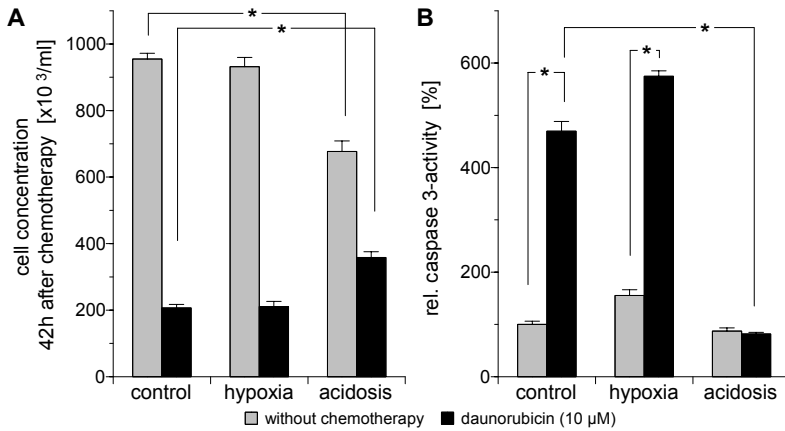 A
cell concentration
42h after chemotherapy [x10 3/ml]
1000
800
600
400
200
0
*
*
control hypoxia acidosis
B
rel. caspase 3-activity [%]
600
400
200
0
*
*
*
control hypoxia acidosis
without chemotherapy daunorubicin (10 µM)